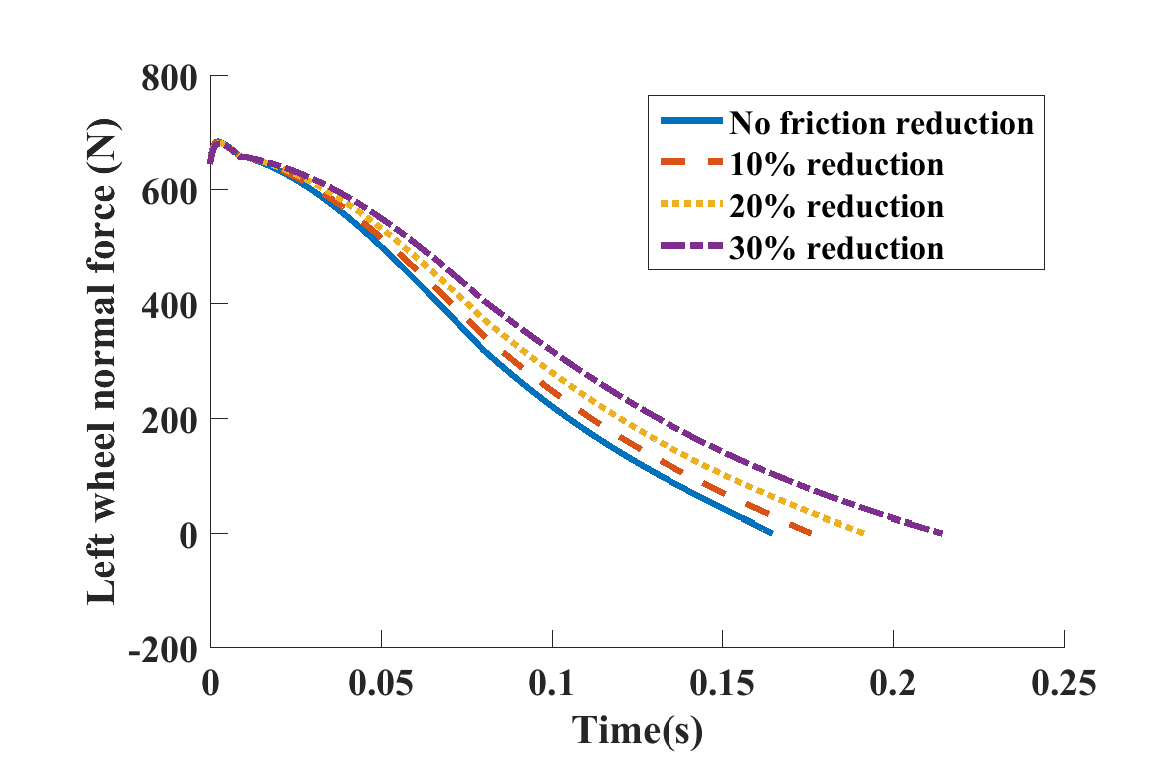 800
600
400
200
0
-200
Left wheel normal force (N)
No friction reduction
10% reduction
20% reduction
30% reduction
0 0.05 0.1 0.15 0.2 0.25
Time(s)